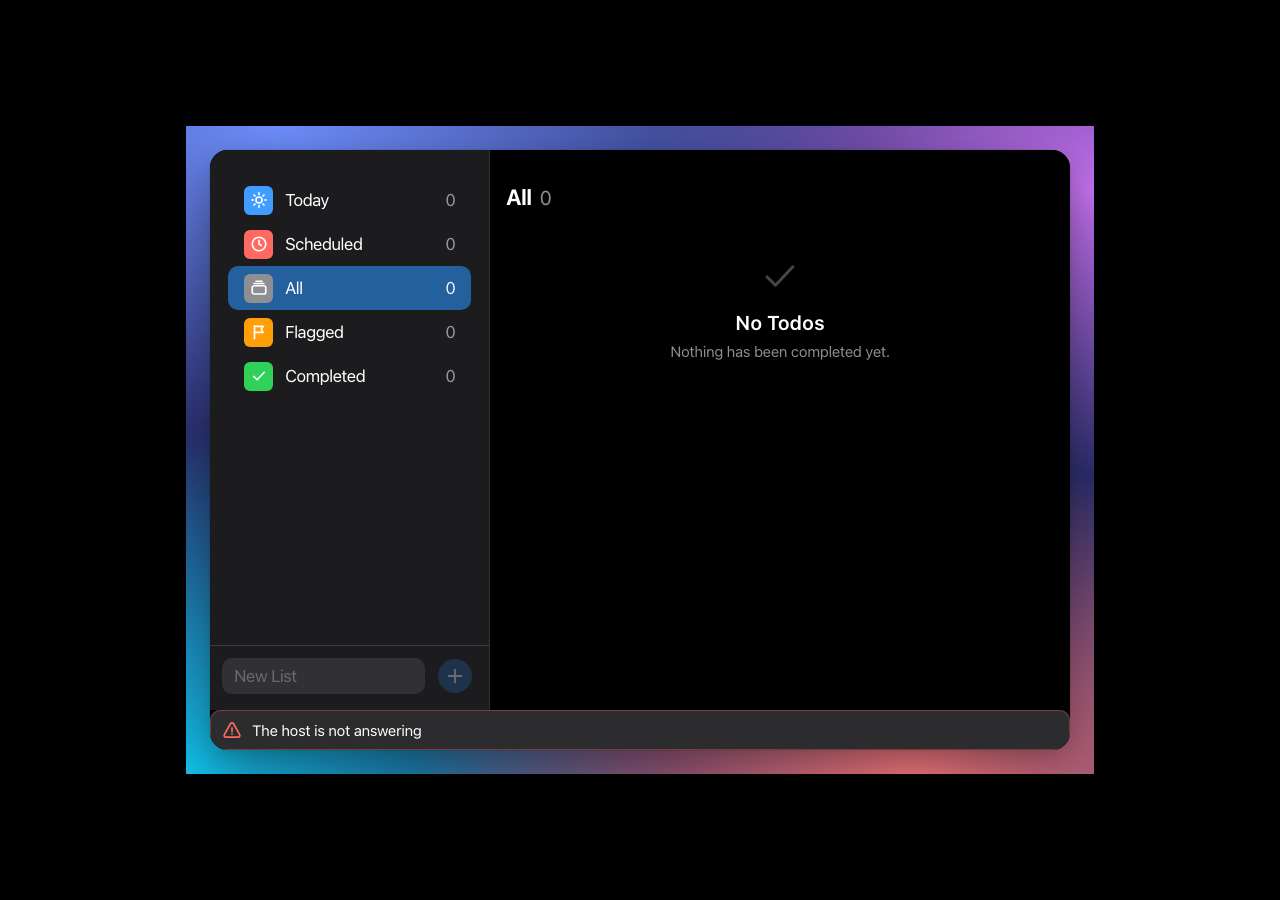 Today 0
Scheduled 0
All 0
Flagged 0
Completed 0
New List
All 0
No Todos
Nothing has been completed yet.
The host is not answering